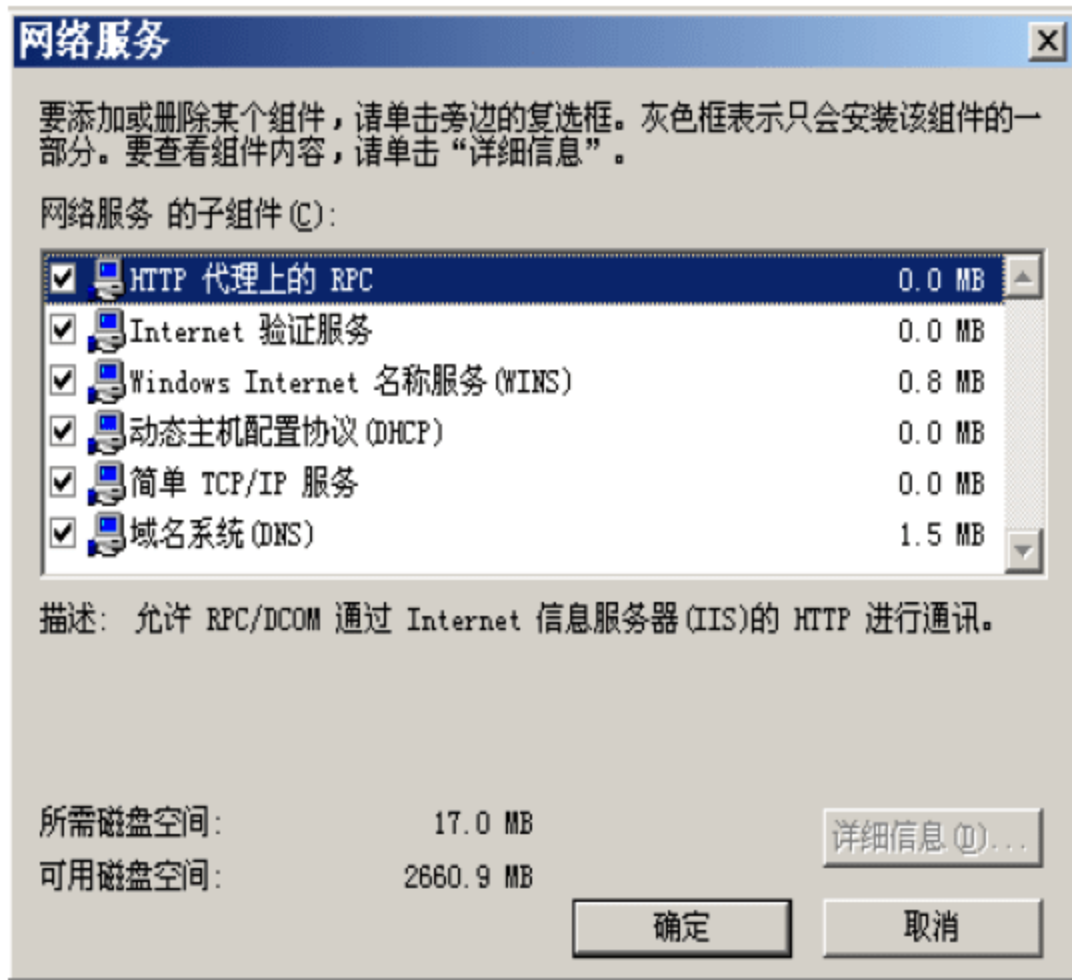 网络服务
要添加或删除某个组件，请单击旁边的复选框。灰色框表示只会安装该组件的一
部分。要查看组件内容，请单击“详细信息”。
网络服务 的子组件(C):
HTTP 代理上的 RPC 0.0 MB
Internet 验证服务 0.0 MB
Windows Internet 名称服务(WINS) 0.8 MB
动态主机配置协议(DHCP) 0.0 MB
简单 TCP/IP 服务 0.0 MB
域名系统(DNS) 1.5 MB
描述: 允许 RPC/DCOM 通过 Internet 信息服务器(IIS)的 HTTP 进行通讯。
所需磁盘空间: 17.0 MB
详细信息(D)...
可用磁盘空间: 2660.9 MB
确定 取消